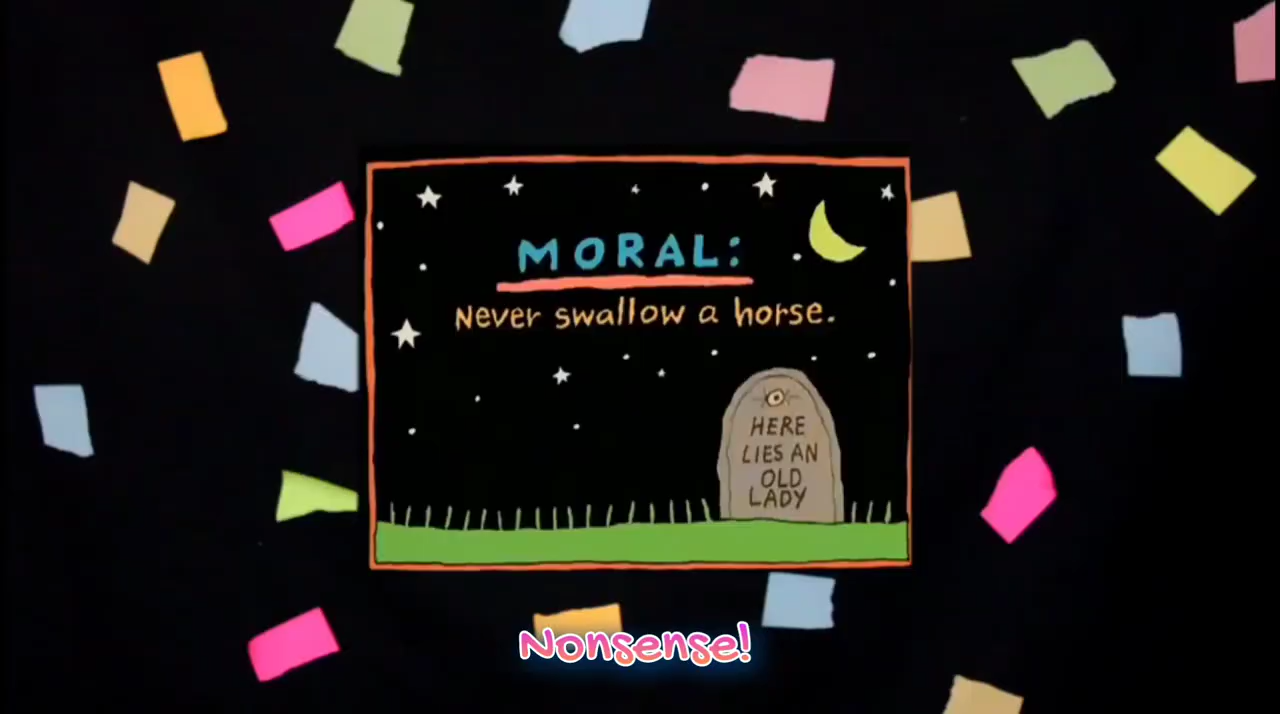 MORAL:
Never swallow a horse.
HERE
LIES AN
OLD
LADY
Nonsense!